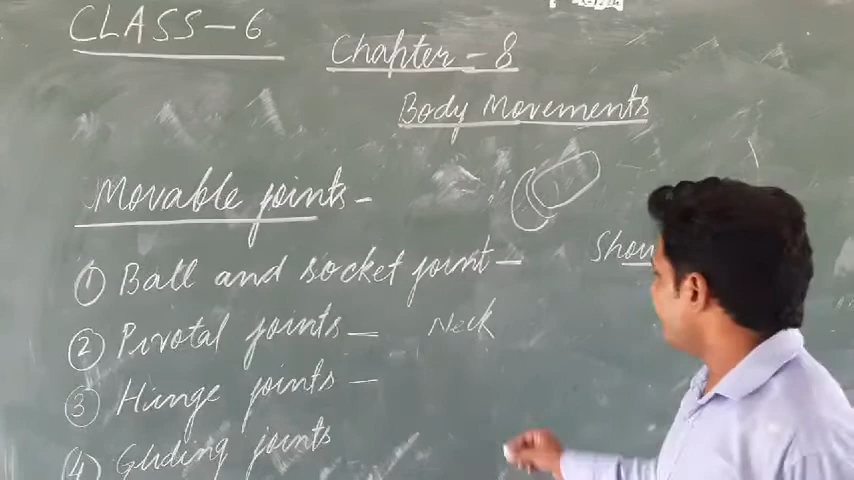 CLASS - 6
Chapter - 8
Body Movements
Movable joints -
① Ball and socket joint -
② Pivotal joints - Neck
③ Hinge joints -
④ Gliding joints